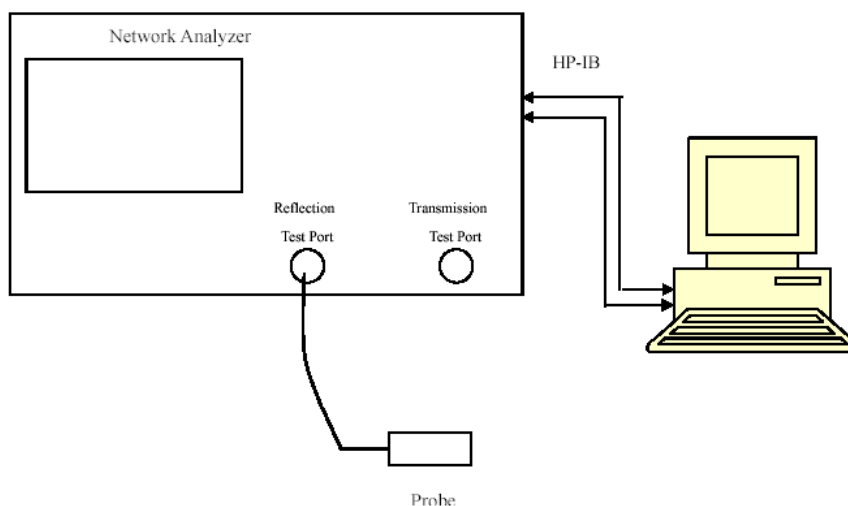 Network Analyzer
HP-IB
Reflection
Test Port
Transmission
Test Port
Probe